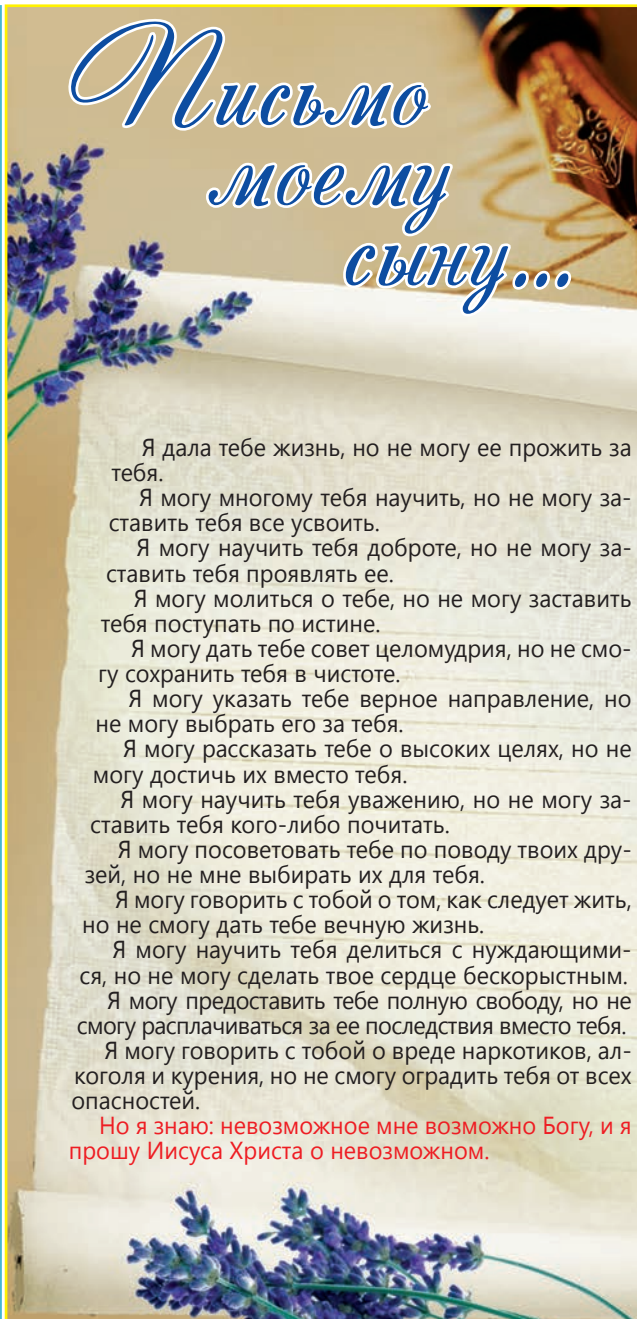 Письмо
моему
сыну...
Я дала тебе жизнь, но не могу ее прожить за
тебя.
Я могу многому тебя научить, но не могу за-
ставить тебя все усвоить.
Я могу научить тебя доброте, но не могу за-
ставить тебя проявлять ее.
Я могу молиться о тебе, но не могу заставить
тебя поступать по истине.
Я могу дать тебе совет целомудрия, но не смо-
гу сохранить тебя в чистоте.
Я могу указать тебе верное направление, но
не могу выбрать его за тебя.
Я могу рассказать тебе о высоких целях, но не
могу достичь их вместо тебя.
Я могу научить тебя уважению, но не могу за-
ставить тебя кого-либо почитать.
Я могу посоветовать тебе по поводу твоих дру-
зей, но не мне выбирать их для тебя.
Я могу говорить с тобой о том, как следует жить,
но не смогу дать тебе вечную жизнь.
Я могу научить тебя делиться с нуждающими-
ся, но не могу сделать твое сердце бескорыстным.
Я могу предоставить тебе полную свободу, но не
смогу расплачиваться за ее последствия вместо тебя.
Я могу говорить с тобой о вреде наркотиков, ал-
коголя и курения, но не смогу оградить тебя от всех
опасностей.
Но я знаю: невозможное мне возможно Богу, и я
прошу Иисуса Христа о невозможном.